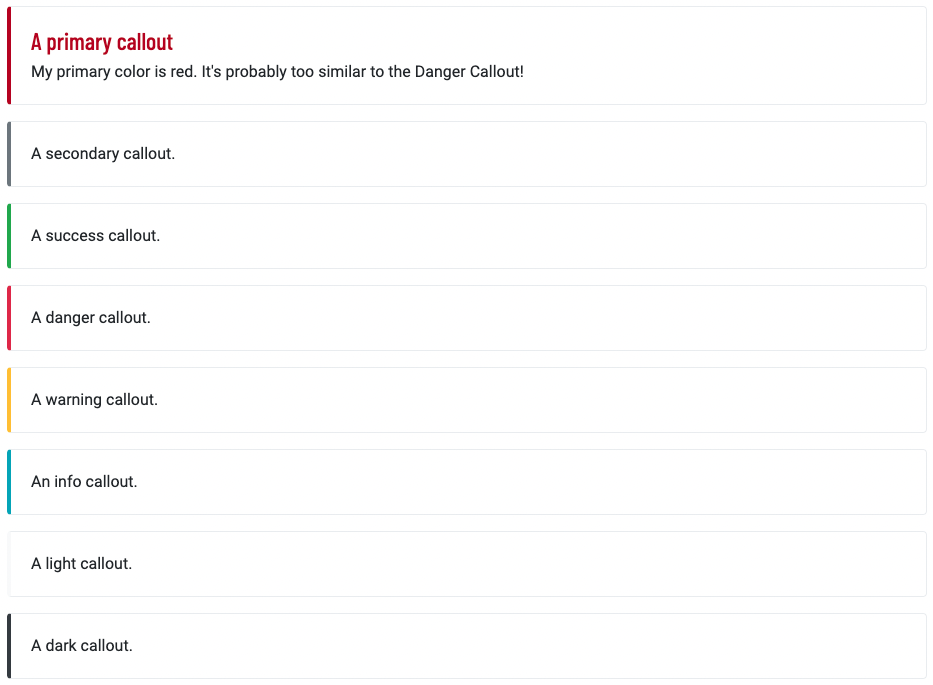 A primary callout
My primary color is red. It's probably too similar to the Danger Callout!
A secondary callout.
A success callout.
A danger callout.
A warning callout.
An info callout.
A light callout.
A dark callout.